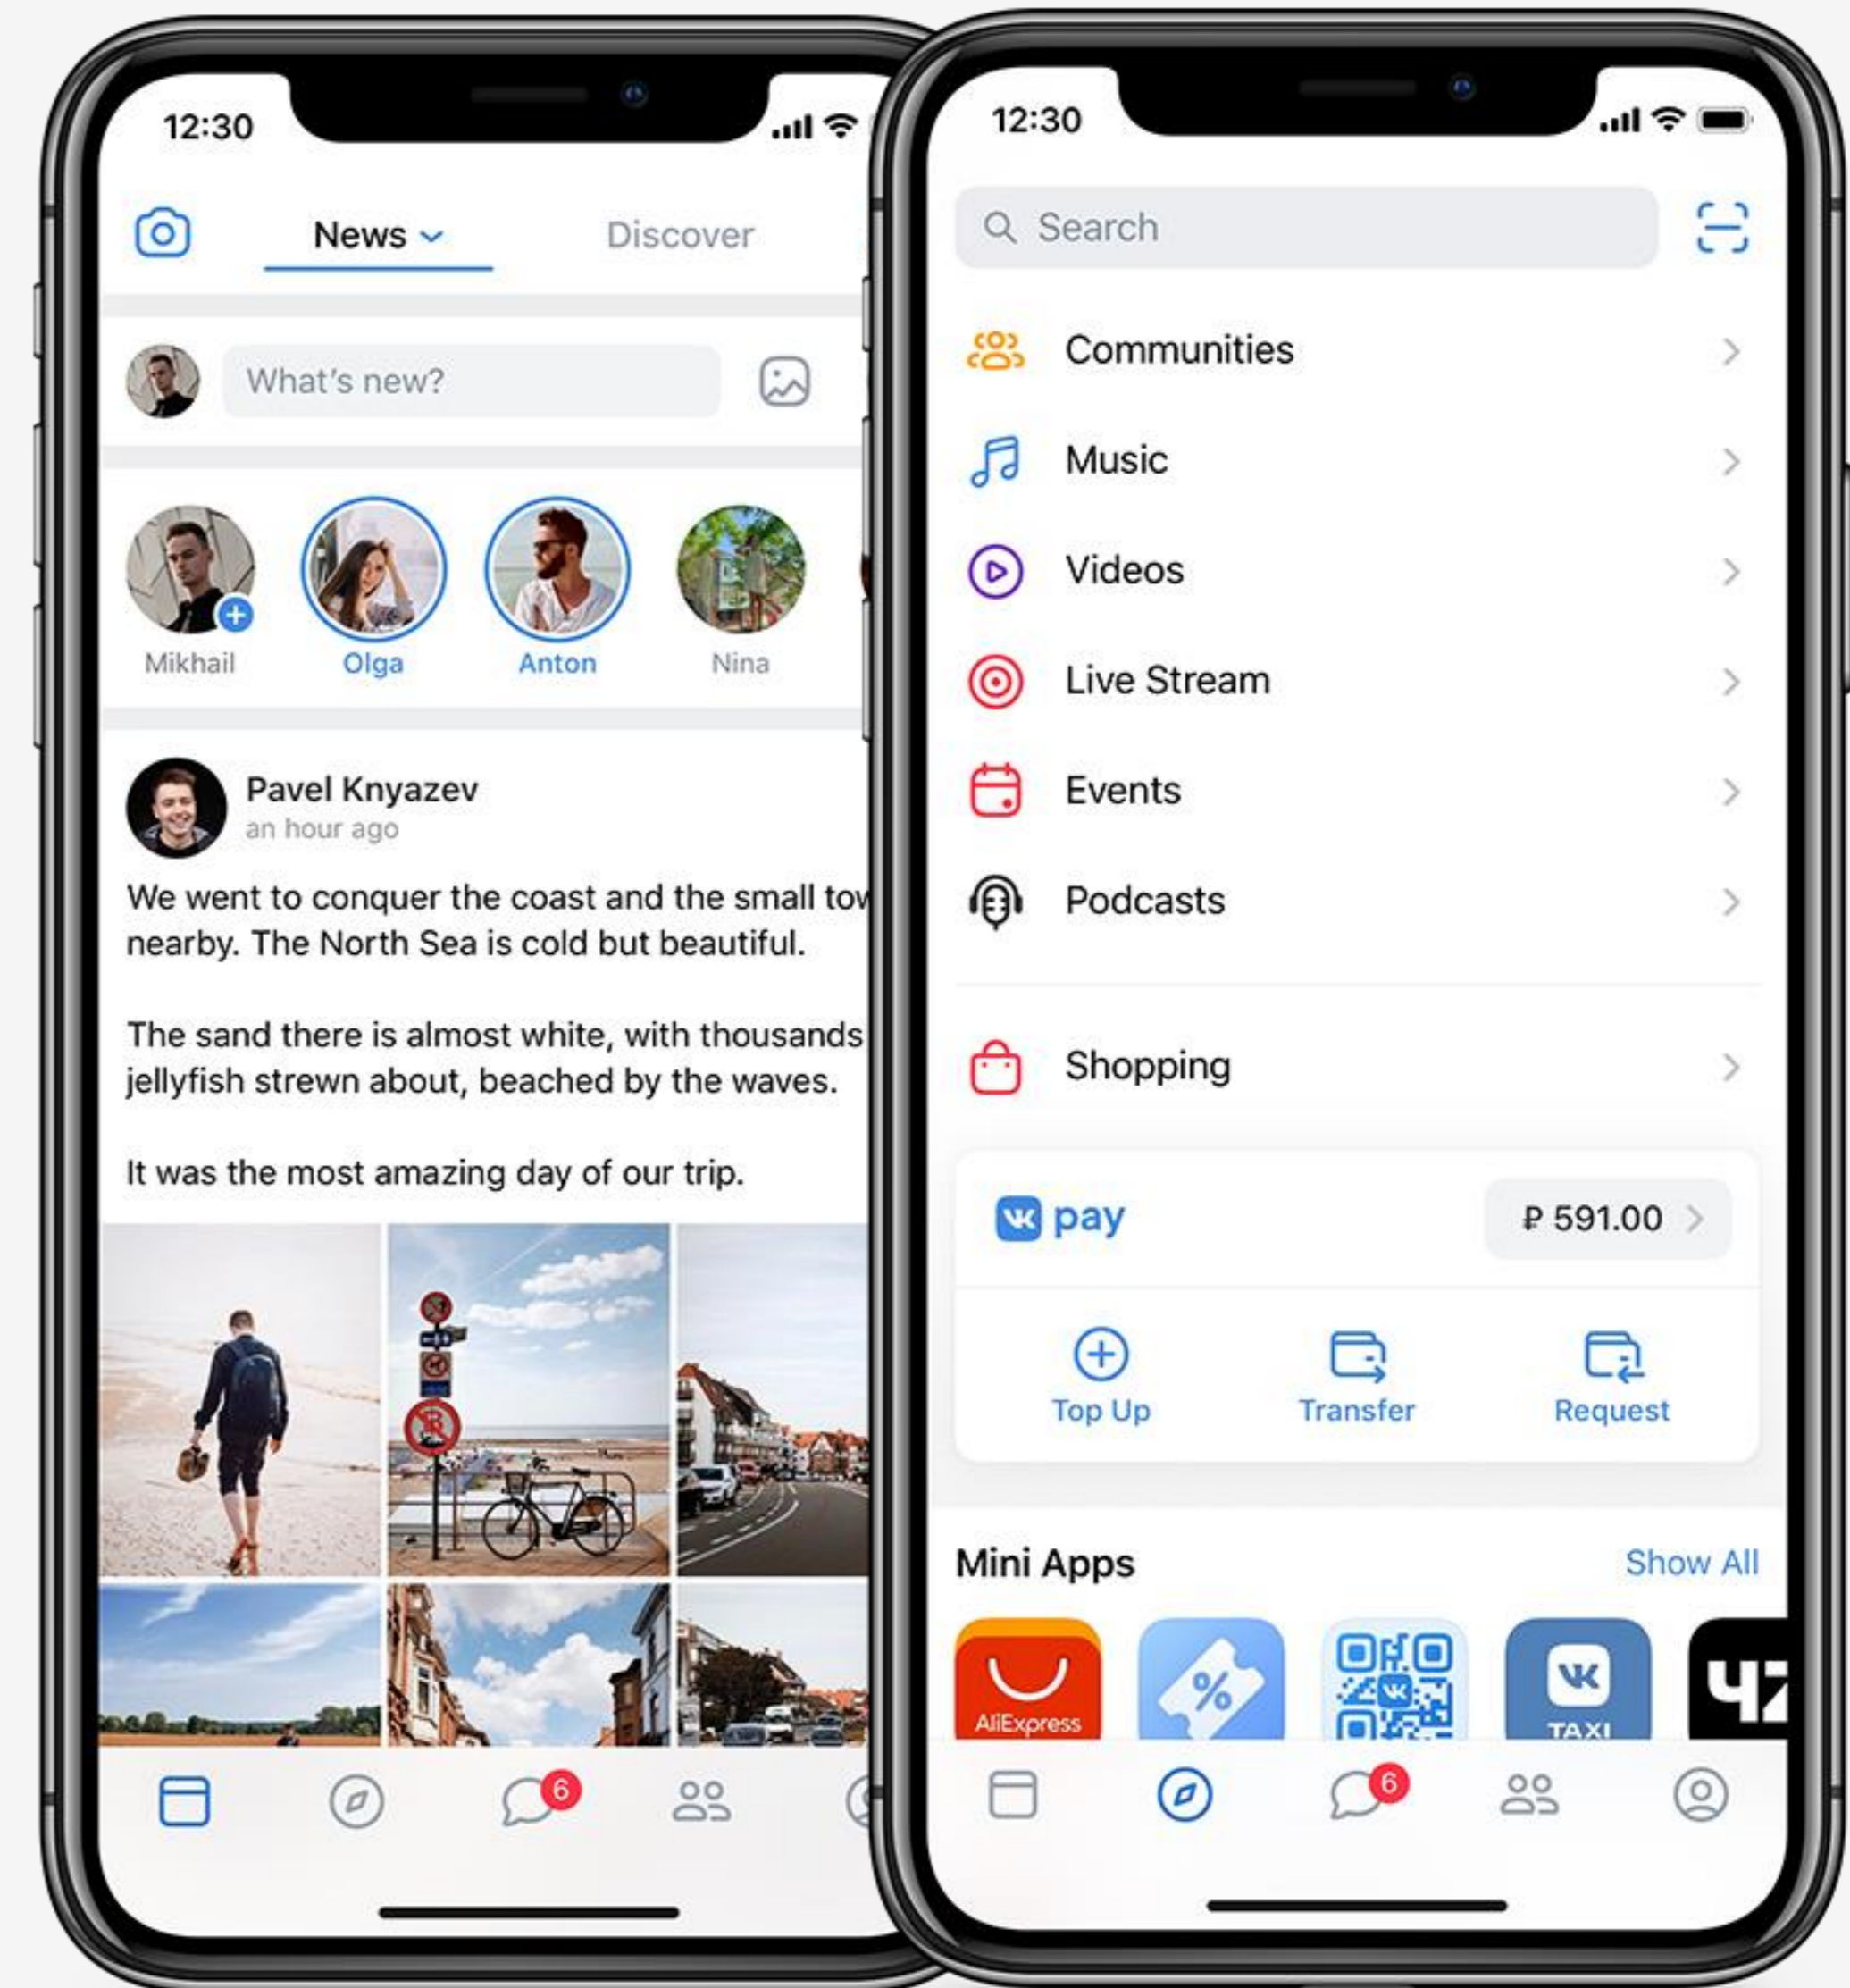 12:30
News
Discover
What's new?
Mikhail
Olga
Anton
Nina
Pavel Knyazev
an hour ago
We went to conquer the coast and the small
nearby. The North Sea is cold but beautiful.
The sand there is almost white, with thousands
jellyfish strewn about, beached by the waves.
It was the most amazing day of our trip.
6
12:30
Search
Communities
Music
Videos
Live Stream
Events
Podcasts
Shopping
VK pay
₽ 591.00
Top Up
Transfer
Request
Mini Apps
Show All
AliExpress
%
VK
VK
TAXI
6